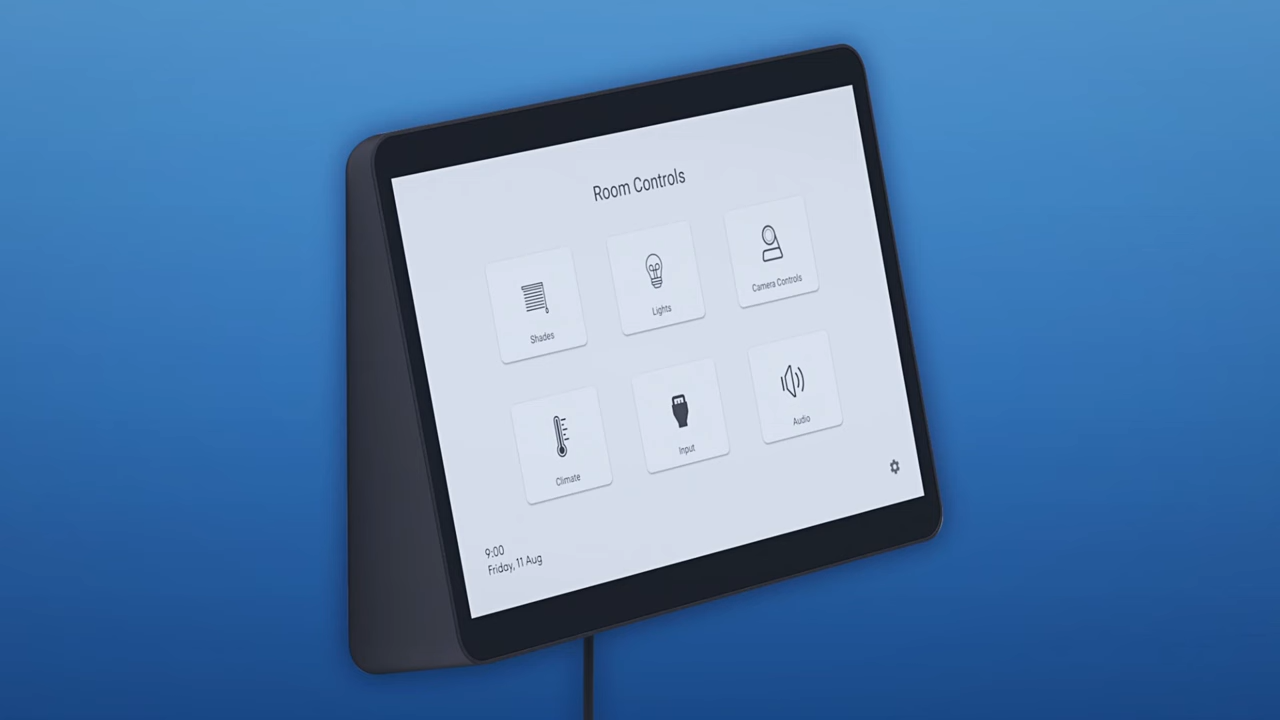 Room Controls
Shades
Lights
Camera Controls
Climate
Input
Audio
9:00
Friday, 11 Aug